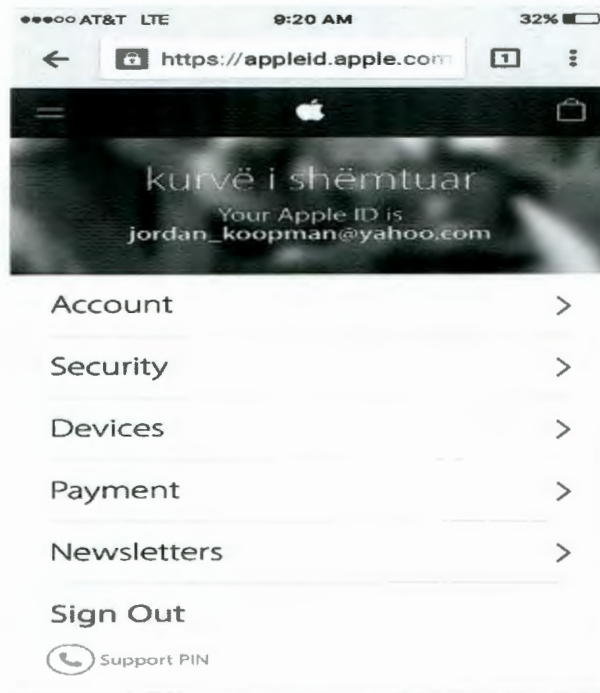 AT&T LTE 9:20 AM 32%
https://appleid.apple.com 1
kurvë i shëmtuar
Your Apple ID is
jordan_koopman@yahoo.com
Account
Security
Devices
Payment
Newsletters
Sign Out
Support PIN